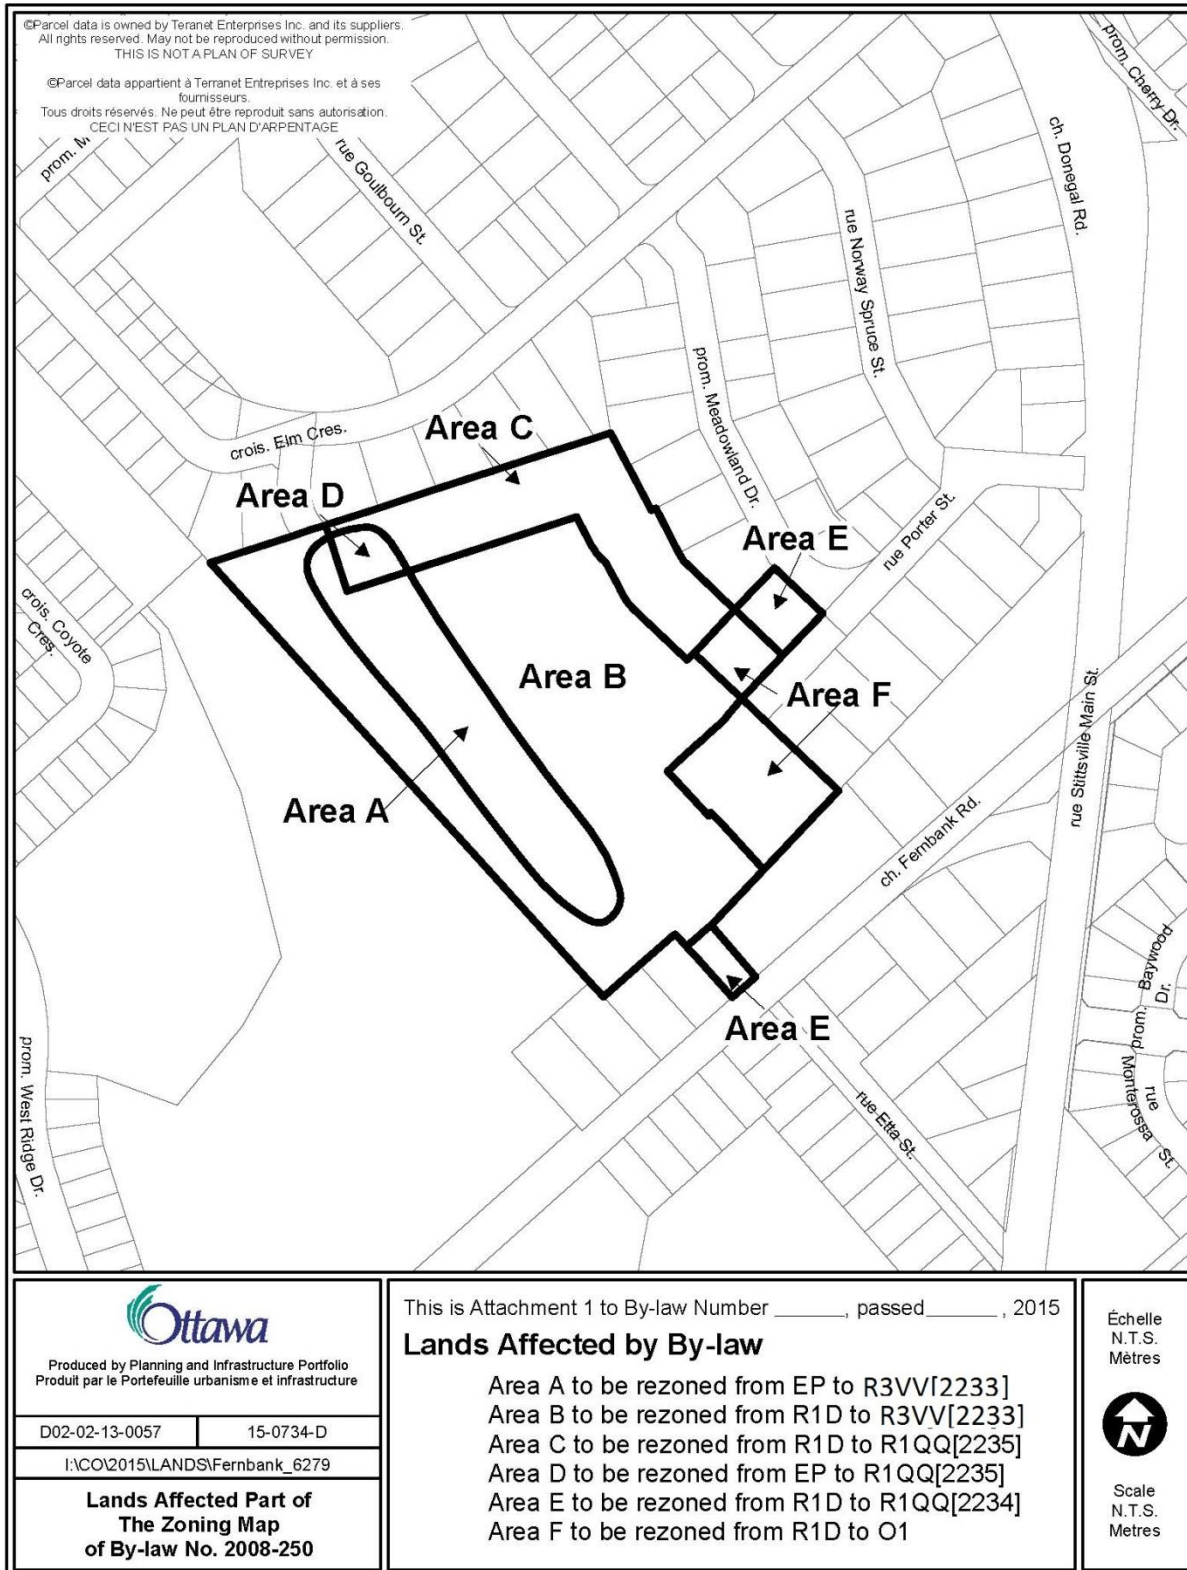 ©Parcel data is owned by Teranet Enterprises Inc. and its suppliers.
All rights reserved. May not be reproduced without permission.
THIS IS NOT A PLAN OF SURVEY
©Parcel data appartient à Terranet Entreprises Inc. et à ses
fournisseurs.
Tous droits réservés. Ne peut être reproduit sans autorisation.
CECI N'EST PAS UN PLAN D'ARPENTAGE
prom. Cherry Dr.
prom. M
rue Goulbourn St.
ch. Donegal Rd.
rue Norway Spruce St.
prom. Meadowland Dr.
crois. Elm Cres.
Area C
Area D
rue Porter St.
Area E
crois. Coyote
Cres.
Area B
Area F
rue Stittsville Main St.
Area A
ch. Fernbank Rd.
prom. Baywood
Dr.
Area E
prom. West Ridge Dr.
rue Etta St.
rue
Monterossa St.
Ottawa
Produced by Planning and Infrastructure Portfolio
Produit par le Portefeuille urbanisme et infrastructure
D02-02-13-0057
15-0734-D
I:\CO\2015\LANDS\Fernbank_6279
Lands Affected Part of
The Zoning Map
of By-law No. 2008-250
This is Attachment 1 to By-law Number ______, passed_______ , 2015
Lands Affected by By-law
Area A to be rezoned from EP to R3VV[2233]
Area B to be rezoned from R1D to R3VV[2233]
Area C to be rezoned from R1D to R1QQ[2235]
Area D to be rezoned from EP to R1QQ[2235]
Area E to be rezoned from R1D to R1QQ[2234]
Area F to be rezoned from R1D to O1
Échelle
N.T.S.
Mètres
N
Scale
N.T.S.
Metres